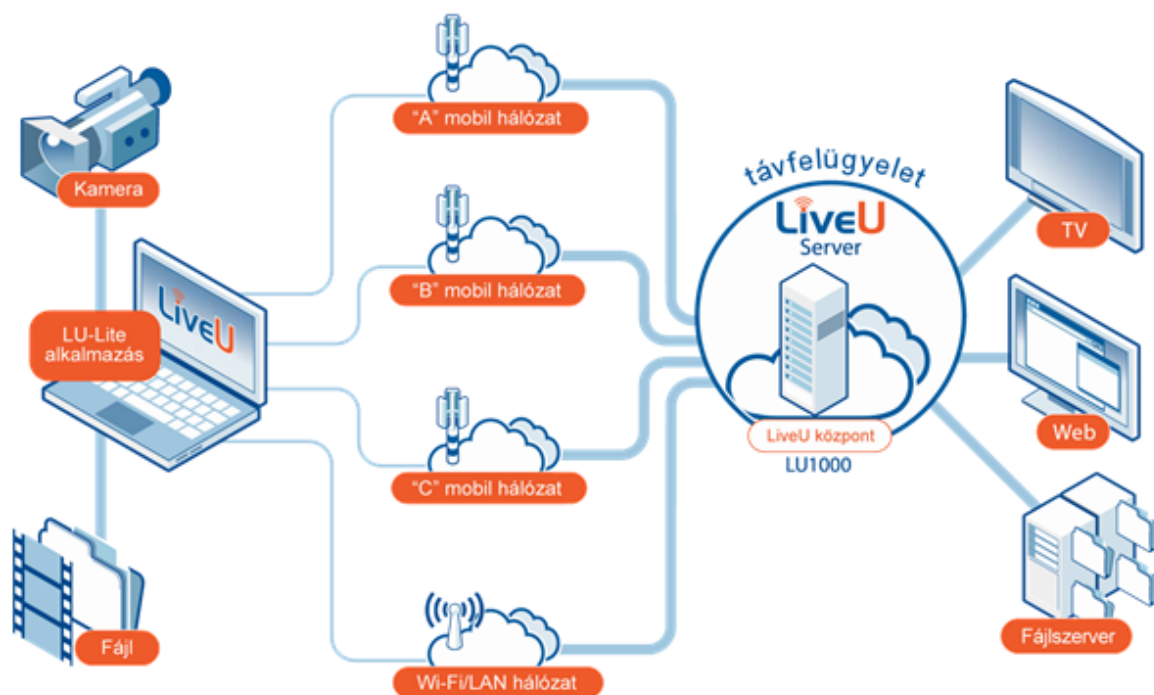 "A" mobil hálózat
Kamera
távfelügyelet
LiveU
Server
TV
"B" mobil hálózat
LiveU
LU-Lite
alkalmazás
LiveU központ
LU1000
Web
"C" mobil hálózat
Fájl
Fájlszerver
Wi-Fi/LAN hálózat